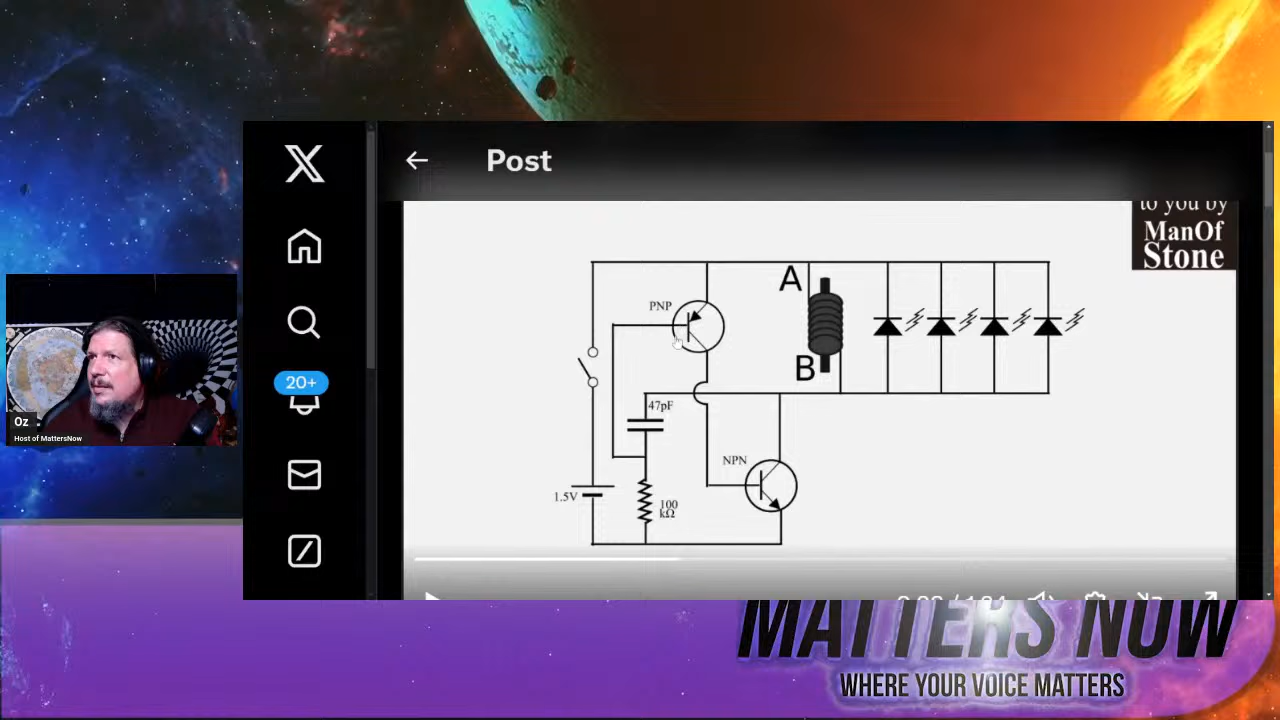 Post
to you by
ManOf
Stone
A
PNP
B
20+
47pF
Oz
Host of MattersNow
NPN
1.5V
100
kΩ
MATTERS NOW
WHERE YOUR VOICE MATTERS